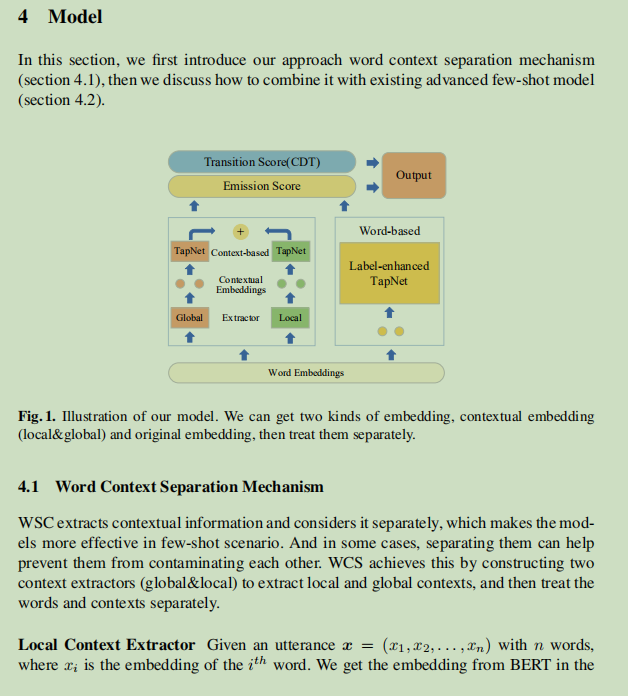 4 Model
In this section, we first introduce our approach word context separation mechanism
(section 4.1), then we discuss how to combine it with existing advanced few-shot model
(section 4.2).
Transition Score(CDT)
Emission Score
Output
+
TapNet Context-based TapNet
Contextual
Embeddings
Global Extractor Local
Word-based
Label-enhanced
TapNet
Word Embeddings
Fig. 1. Illustration of our model. We can get two kinds of embedding, contextual embedding
(local&global) and original embedding, then treat them separately.
4.1 Word Context Separation Mechanism
WSC extracts contextual information and considers it separately, which makes the mod-
els more effective in few-shot scenario. And in some cases, separating them can help
prevent them from contaminating each other. WCS achieves this by constructing two
context extractors (global&local) to extract local and global contexts, and then treat the
words and contexts separately.
Local Context Extractor Given an utterance x = (x₁, x₂, . . . , xₙ) with n words,
where xᵢ is the embedding of the iᵗʰ word. We get the embedding from BERT in the